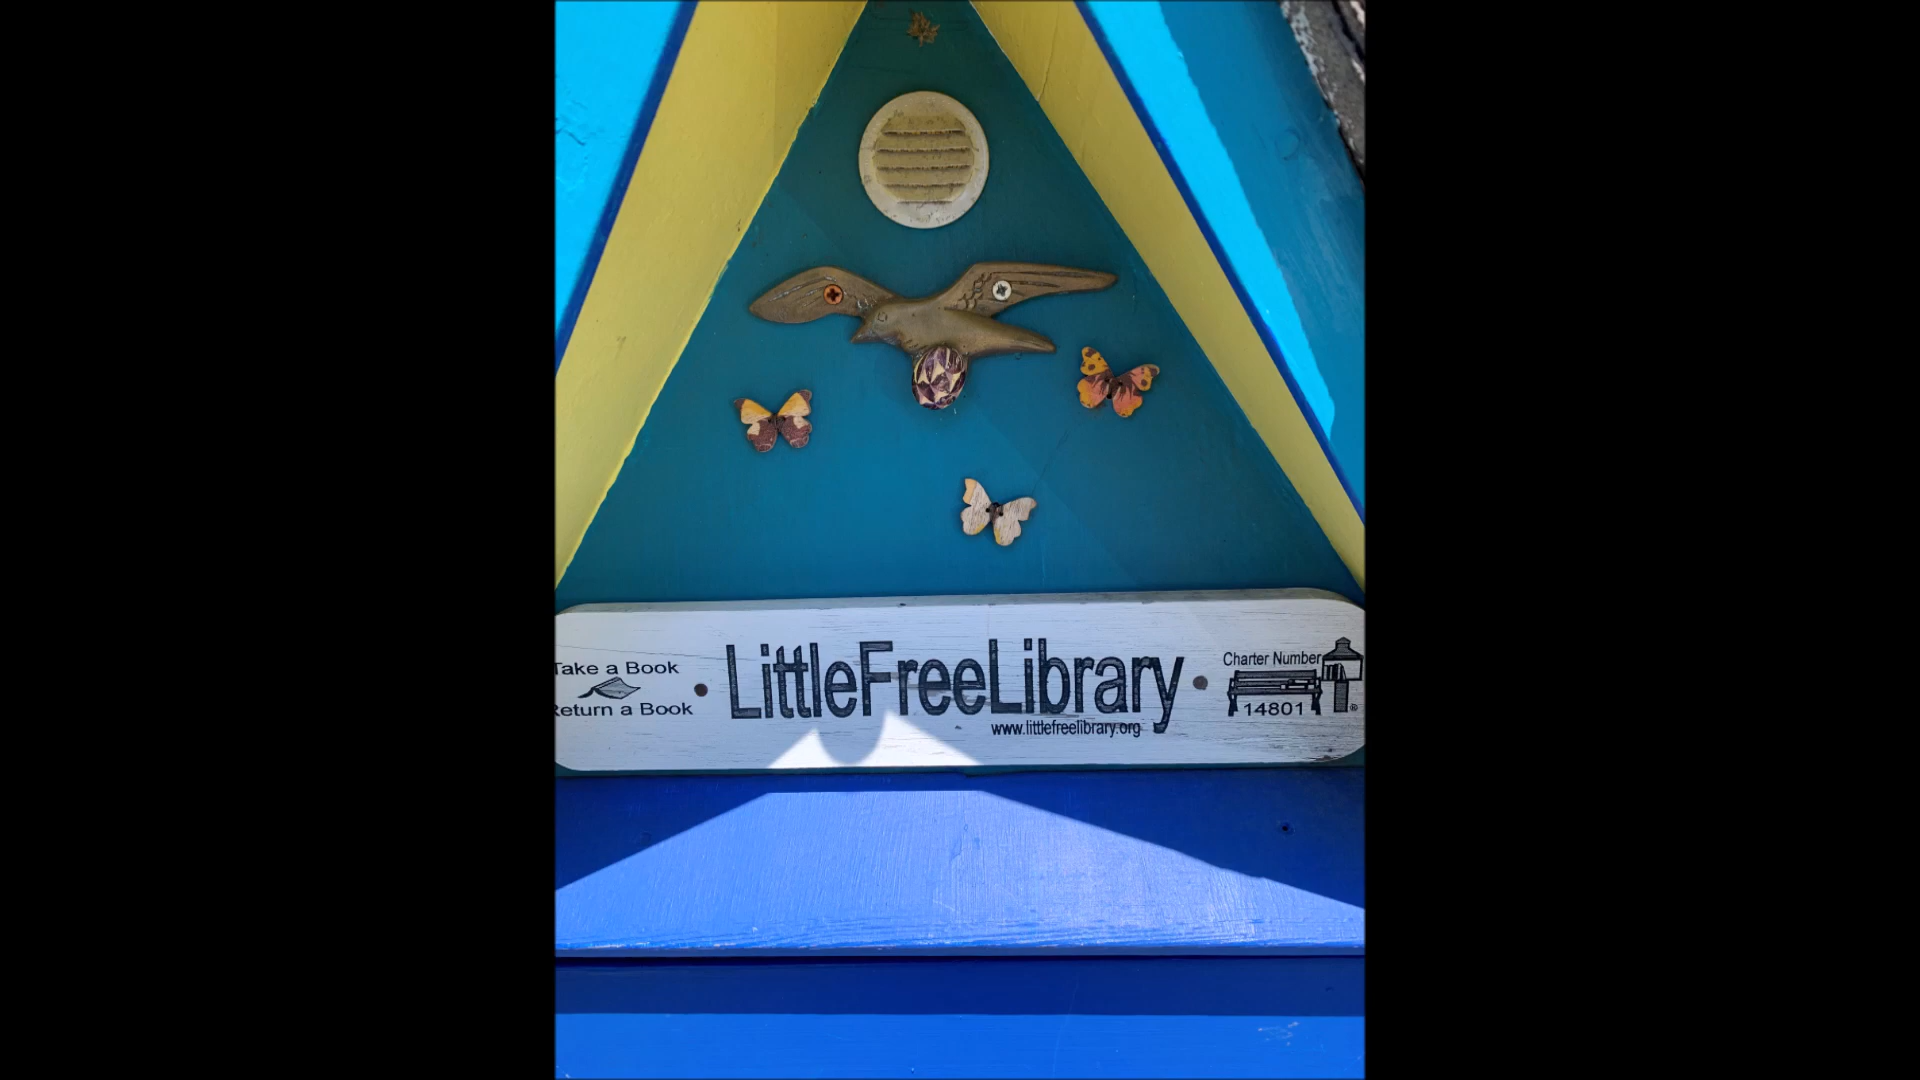 Take a Book
Return a Book
LittleFreeLibrary
www.littlefreelibrary.org
Charter Number
14801
®